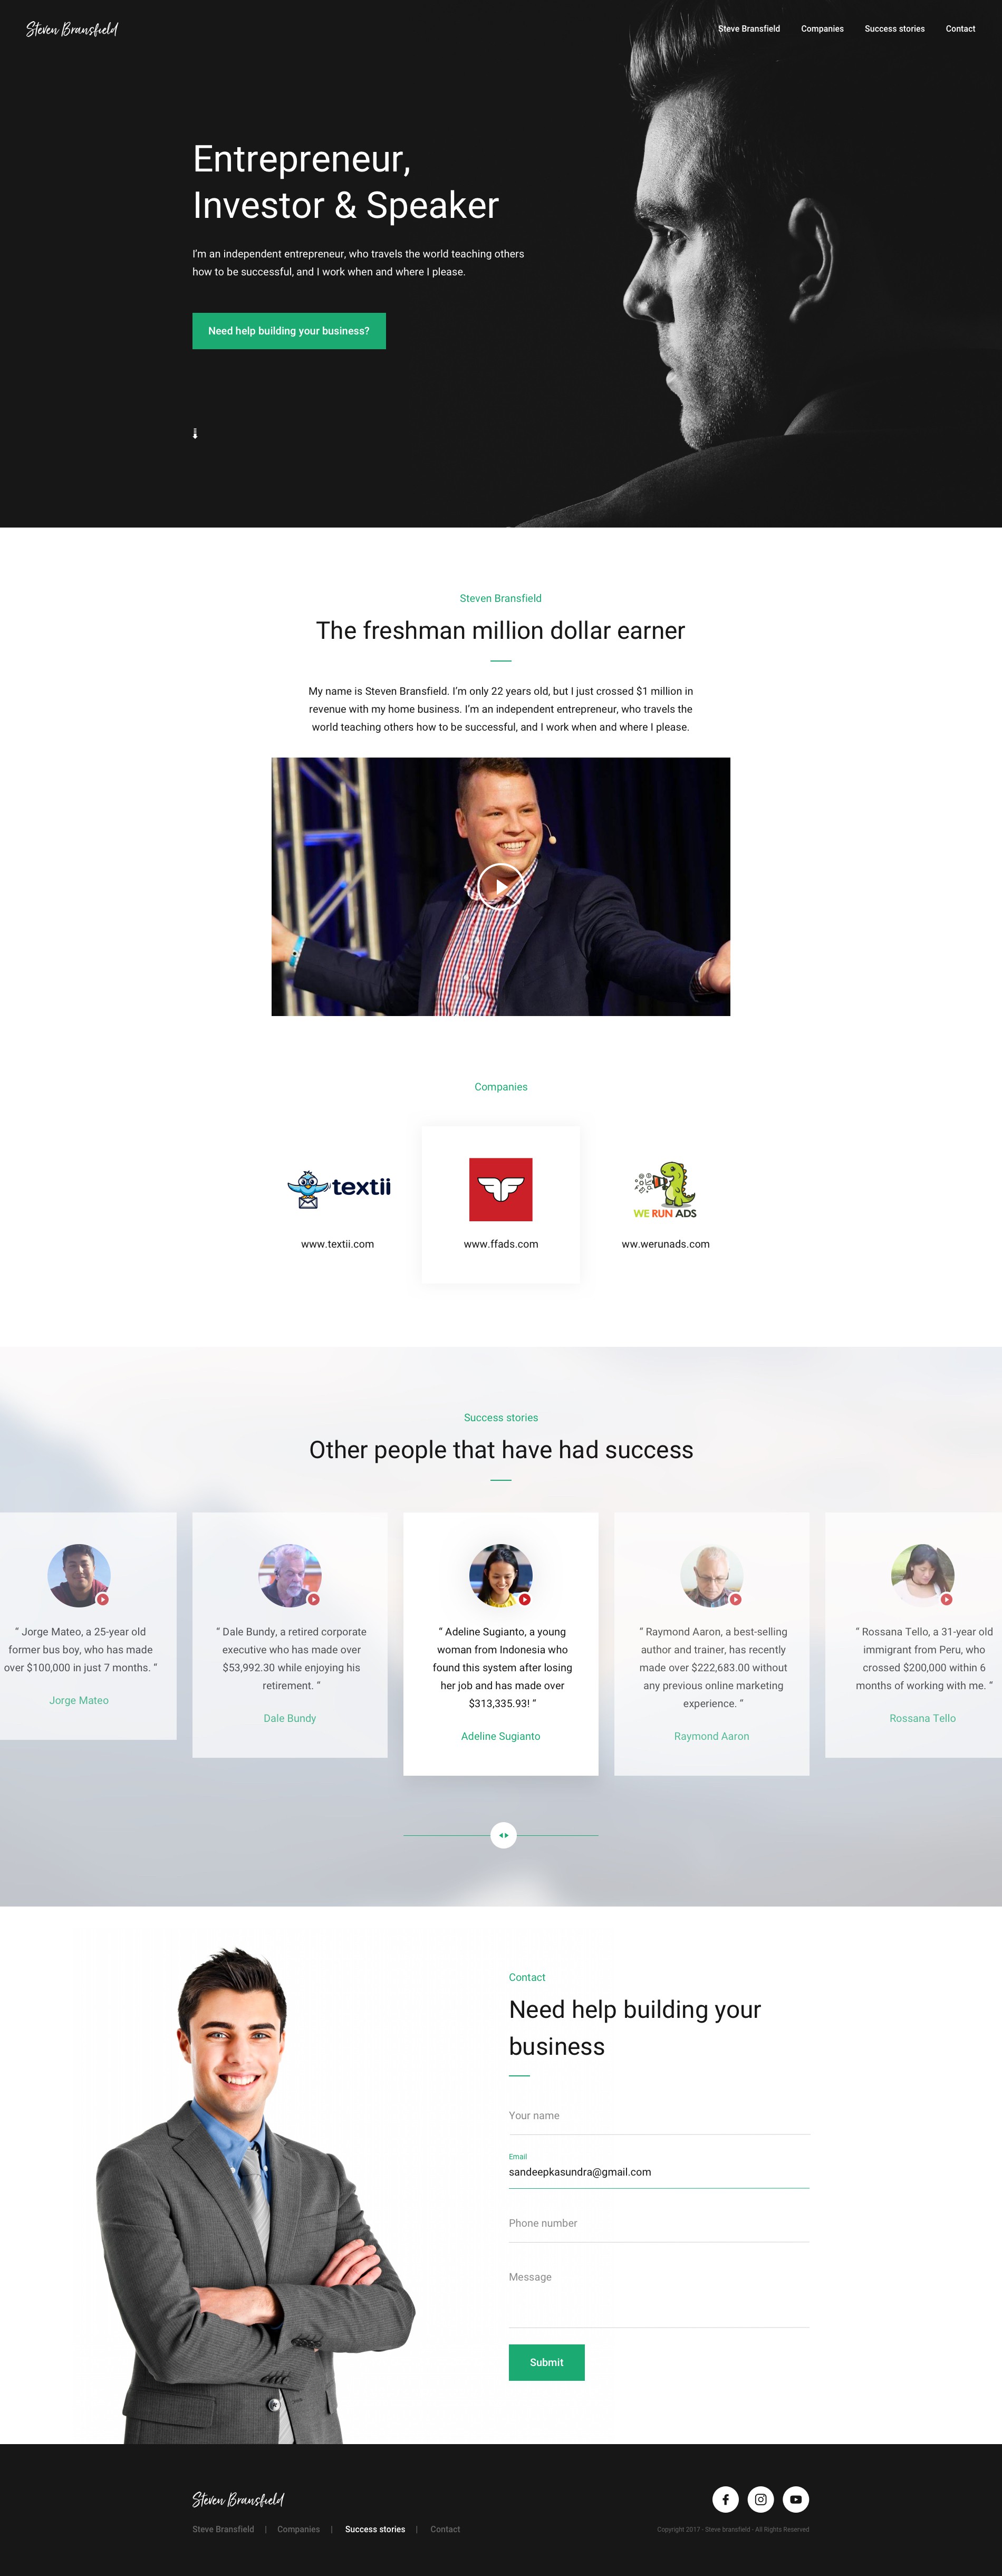 Steven Bransfield
Steve Bransfield Companies Success stories Contact
Entrepreneur,
Investor & Speaker
I'm an independent entrepreneur, who travels the world teaching others
how to be successful, and I work when and where I please.
Need help building your business?
Steven Bransfield
The freshman million dollar earner
My name is Steven Bransfield. I'm only 22 years old, but I just crossed $1 million in
revenue with my home business. I'm an independent entrepreneur, who travels the
world teaching others how to be successful, and I work when and where I please.
Companies
textii
www.textii.com
www.ffads.com
WE RUN ADS
ww.werunads.com
Success stories
Other people that have had success
“ Jorge Mateo, a 25-year old
former bus boy, who has made
over $100,000 in just 7 months. “
Jorge Mateo
“ Dale Bundy, a retired corporate
executive who has made over
$53,992.30 while enjoying his
retirement. “
Dale Bundy
“ Adeline Sugianto, a young
woman from Indonesia who
found this system after losing
her job and has made over
$313,335.93! “
Adeline Sugianto
“ Raymond Aaron, a best-selling
author and trainer, has recently
made over $222,683.00 without
any previous online marketing
experience. “
Raymond Aaron
“ Rossana Tello, a 31-year old
immigrant from Peru, who
crossed $200,000 within 6
months of working with me. “
Rossana Tello
Contact
Need help building your
business
Your name
Email
sandeepkasundra@gmail.com
Phone number
Message
Submit
Steven Bransfield
Steve Bransfield | Companies | Success stories | Contact
Copyright 2017 - Steve bransfield - All Rights Reserved